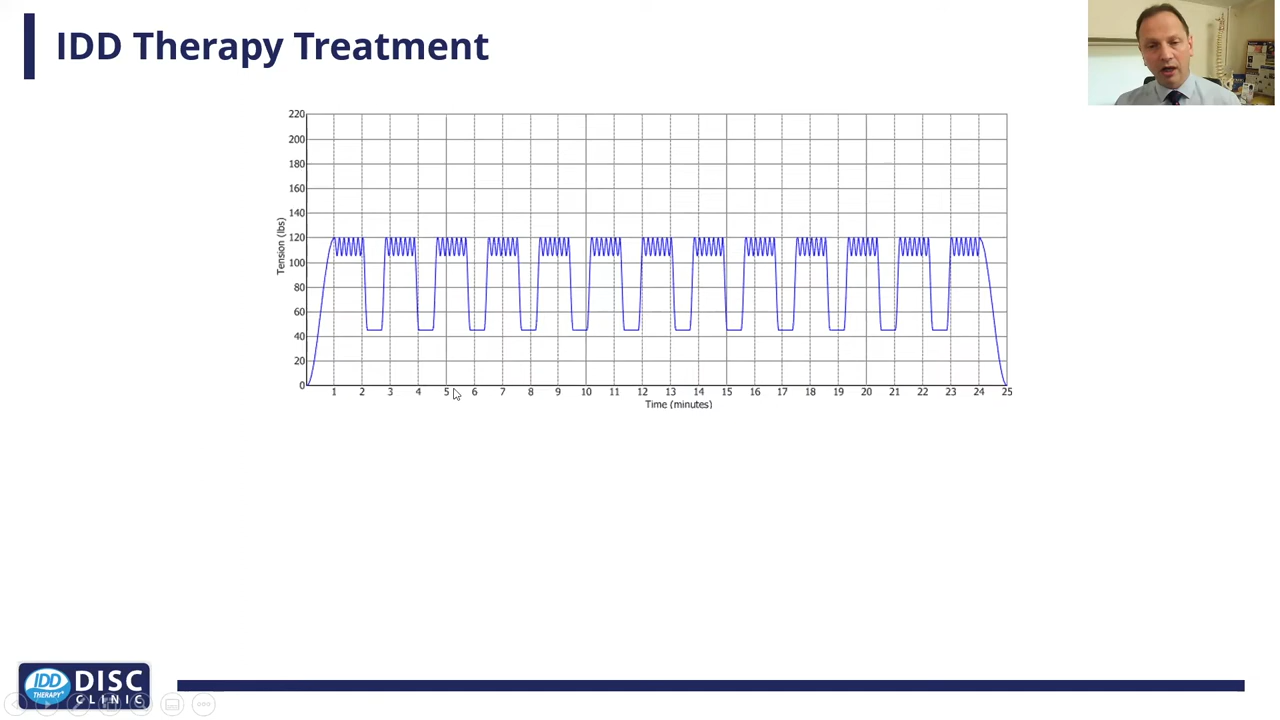 IDD Therapy Treatment
220
200
180
160
140
120
100
80
60
40
20
0
Tension (lbs)
1 2 3 4 5 6 7 8 9 10 11 12 13 14 15 16 17 18 19 20 21 22 23 24 25
Time (minutes)
IDD
THERAPY
DISC
CLINIC